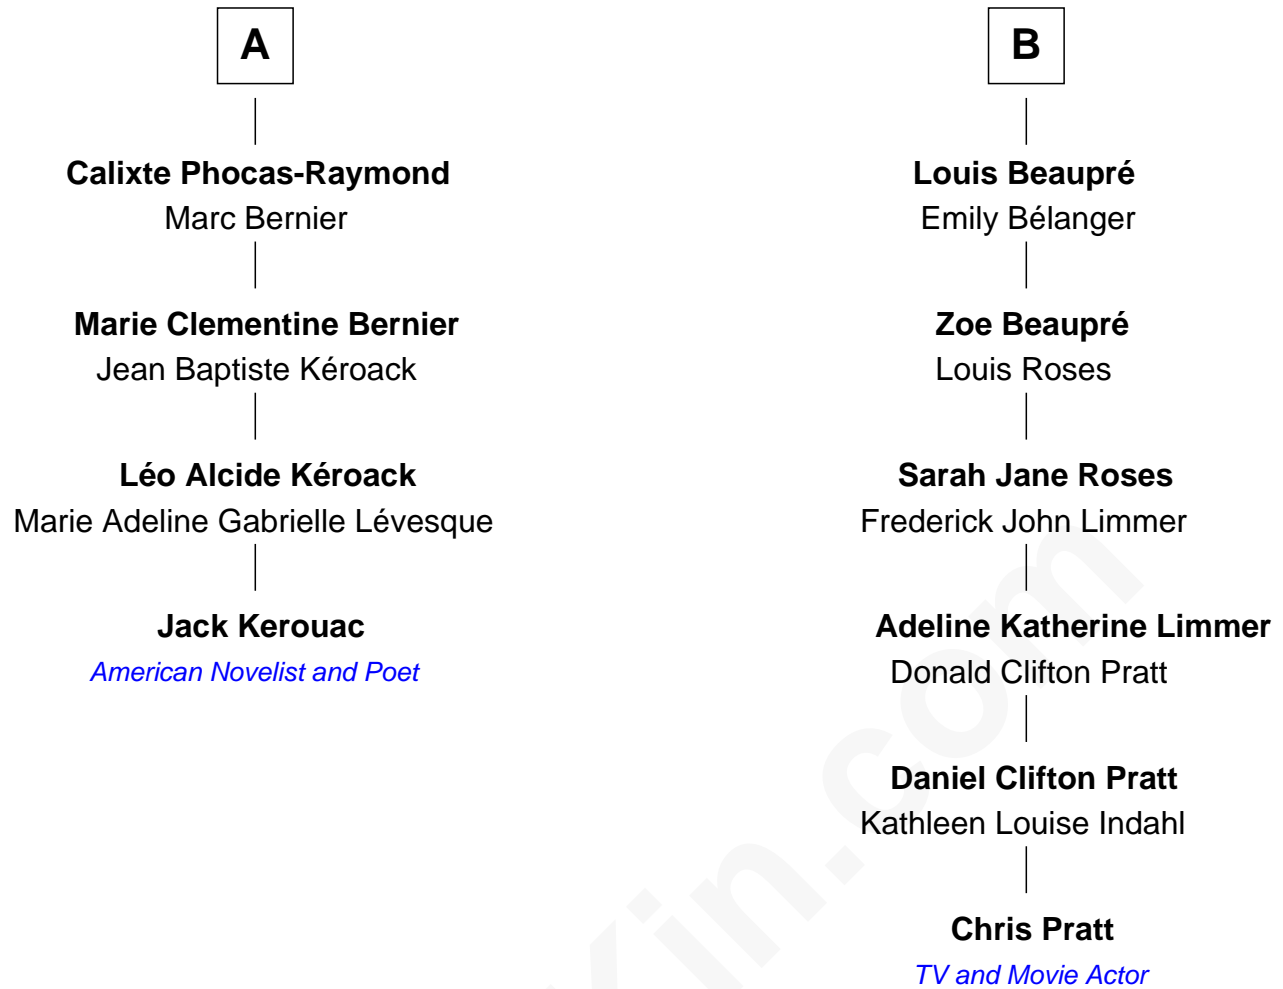 A
Calixte Phocas-Raymond
Marc Bernier
Marie Clementine Bernier
Jean Baptiste Kéroack
Léo Alcide Kéroack
Marie Adeline Gabrielle Lévesque
Jack Kerouac
American Novelist and Poet
B
Louis Beaupré
Emily Bélanger
Zoe Beaupré
Louis Roses
Sarah Jane Roses
Frederick John Limmer
Adeline Katherine Limmer
Donald Clifton Pratt
Daniel Clifton Pratt
Kathleen Louise Indahl
Chris Pratt
TV and Movie Actor
Kin.com